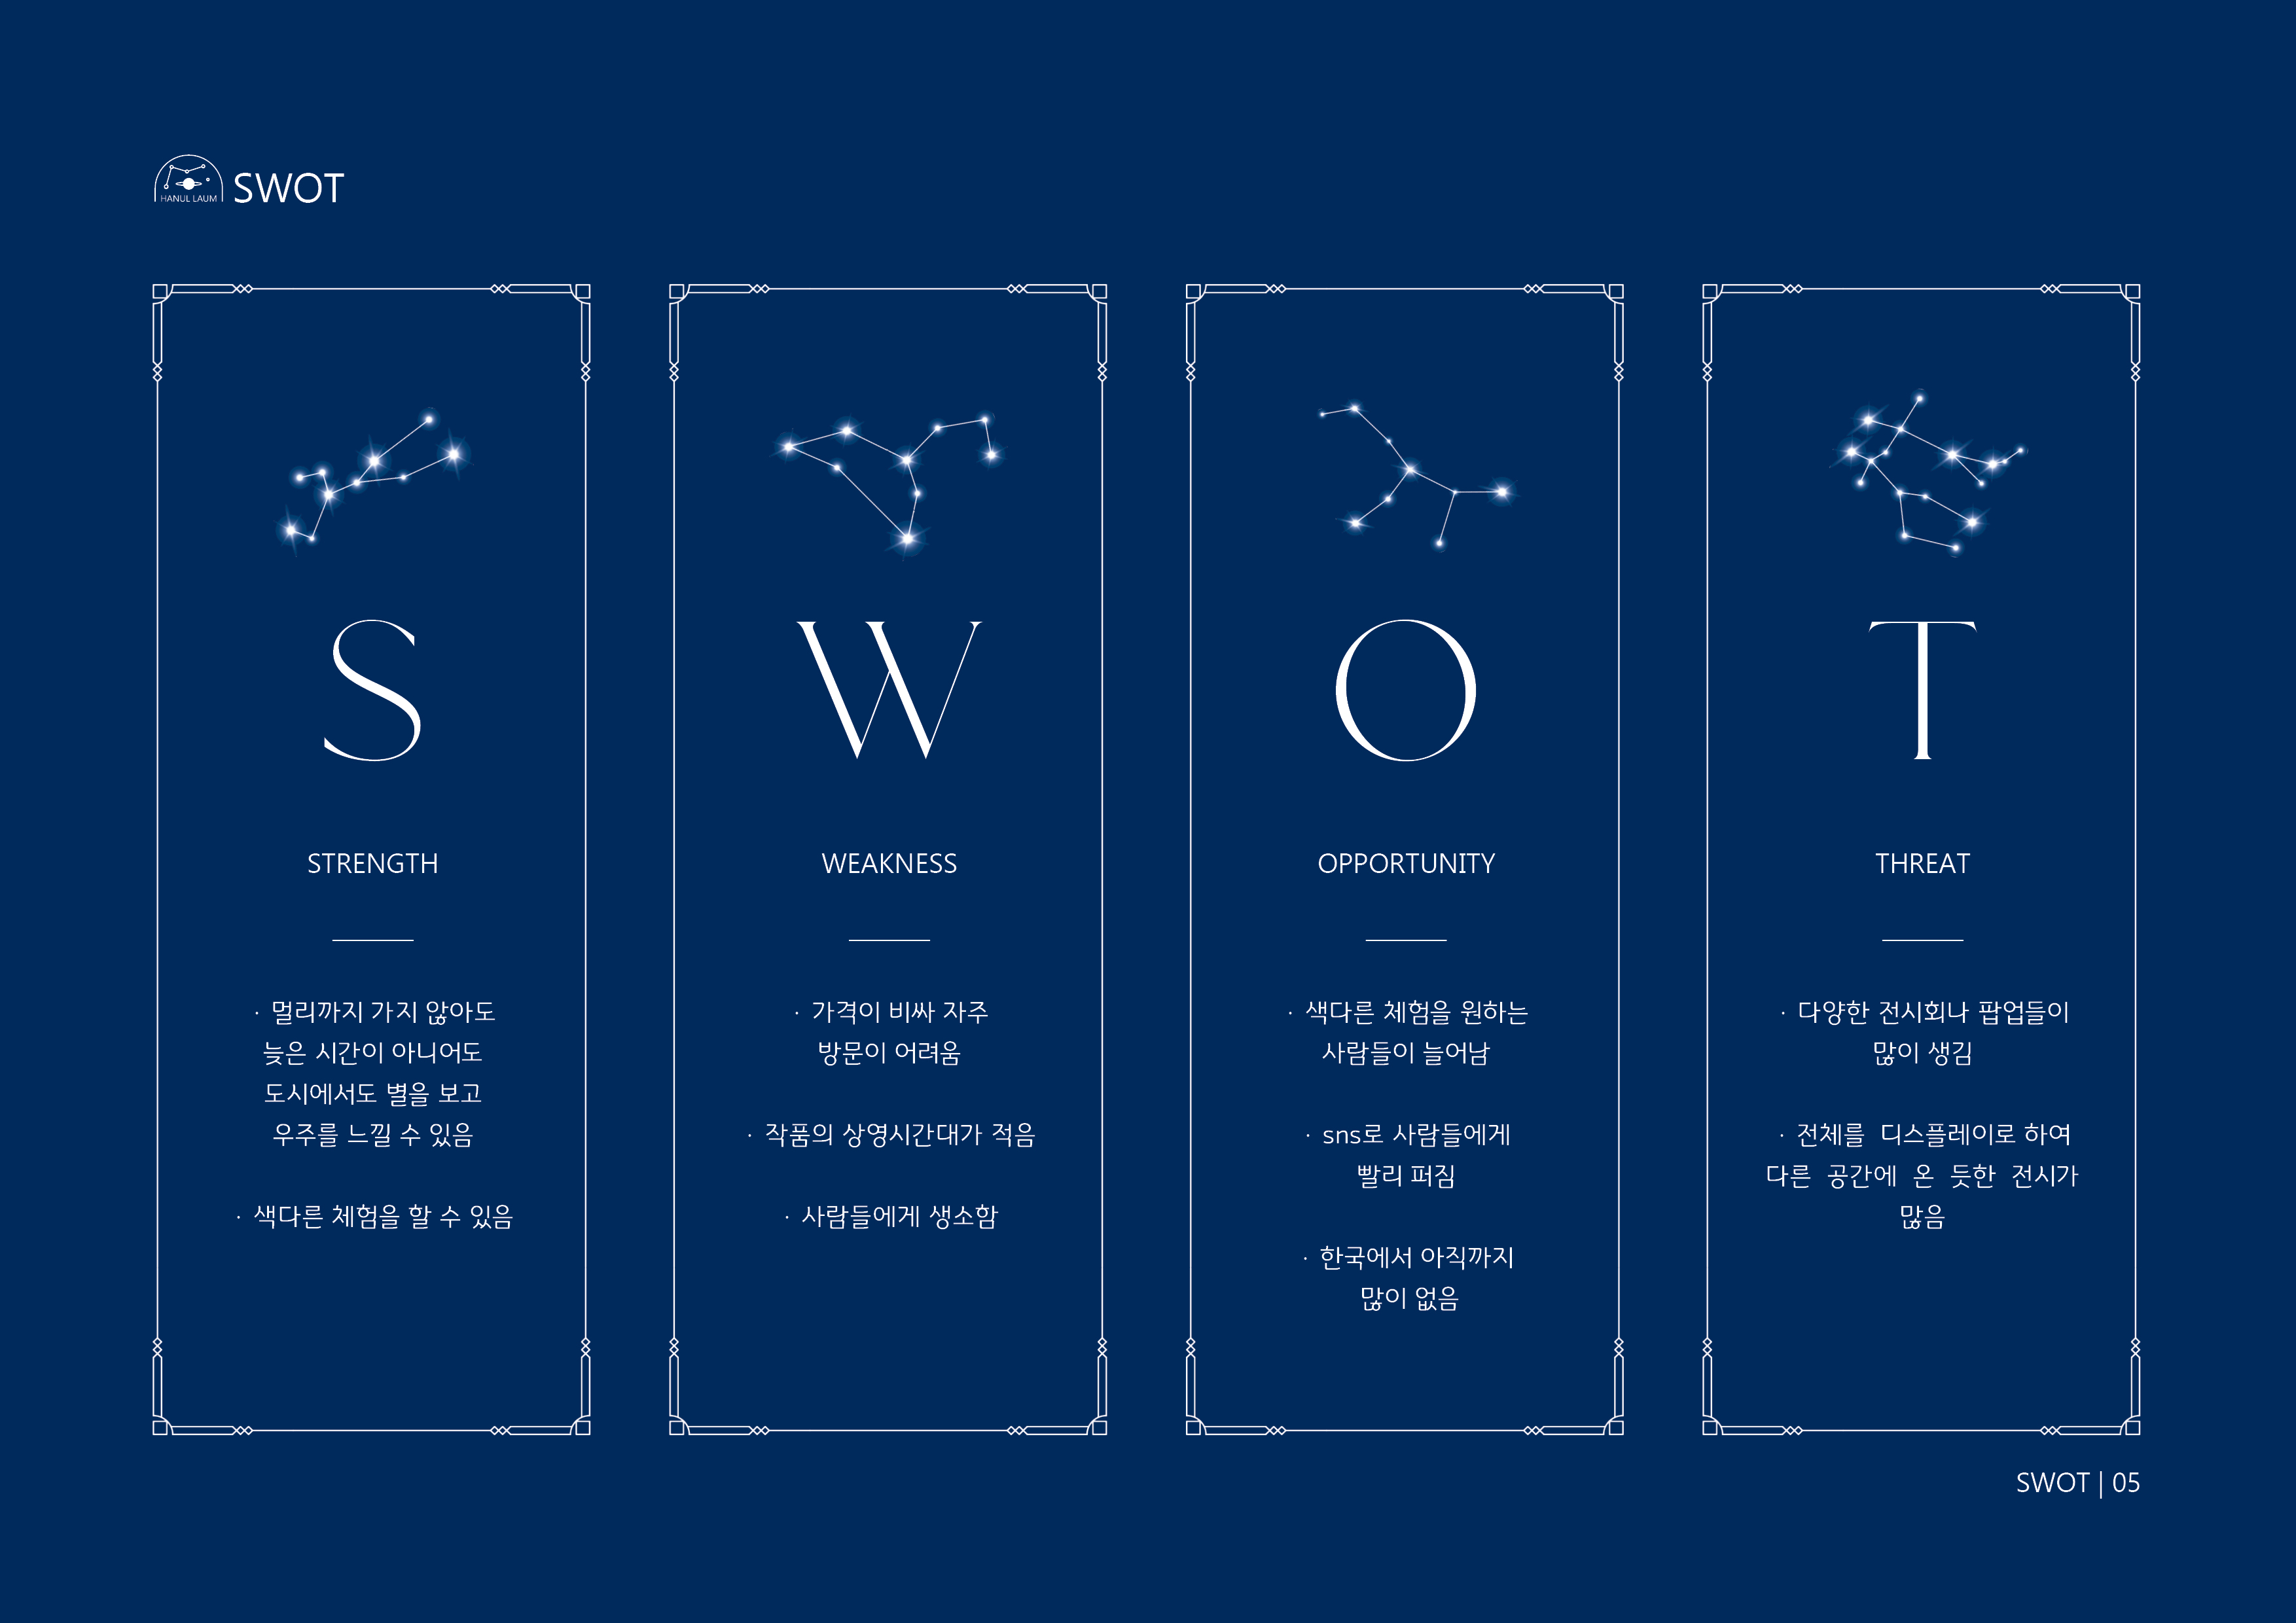 HANUL LAUM
SWOT
S
STRENGTH
· 멀리까지 가지 않아도
늦은 시간이 아니어도
도시에서도 별을 보고
우주를 느낄 수 있음
· 색다른 체험을 할 수 있음
W
WEAKNESS
· 가격이 비싸 자주
방문이 어려움
· 작품의 상영시간대가 적음
· 사람들에게 생소함
O
OPPORTUNITY
· 색다른 체험을 원하는
사람들이 늘어남
· sns로 사람들에게
빨리 퍼짐
· 한국에서 아직까지
많이 없음
T
THREAT
· 다양한 전시회나 팝업들이
많이 생김
· 전체를 디스플레이로 하여
다른 공간에 온 듯한 전시가
많음
SWOT | 05